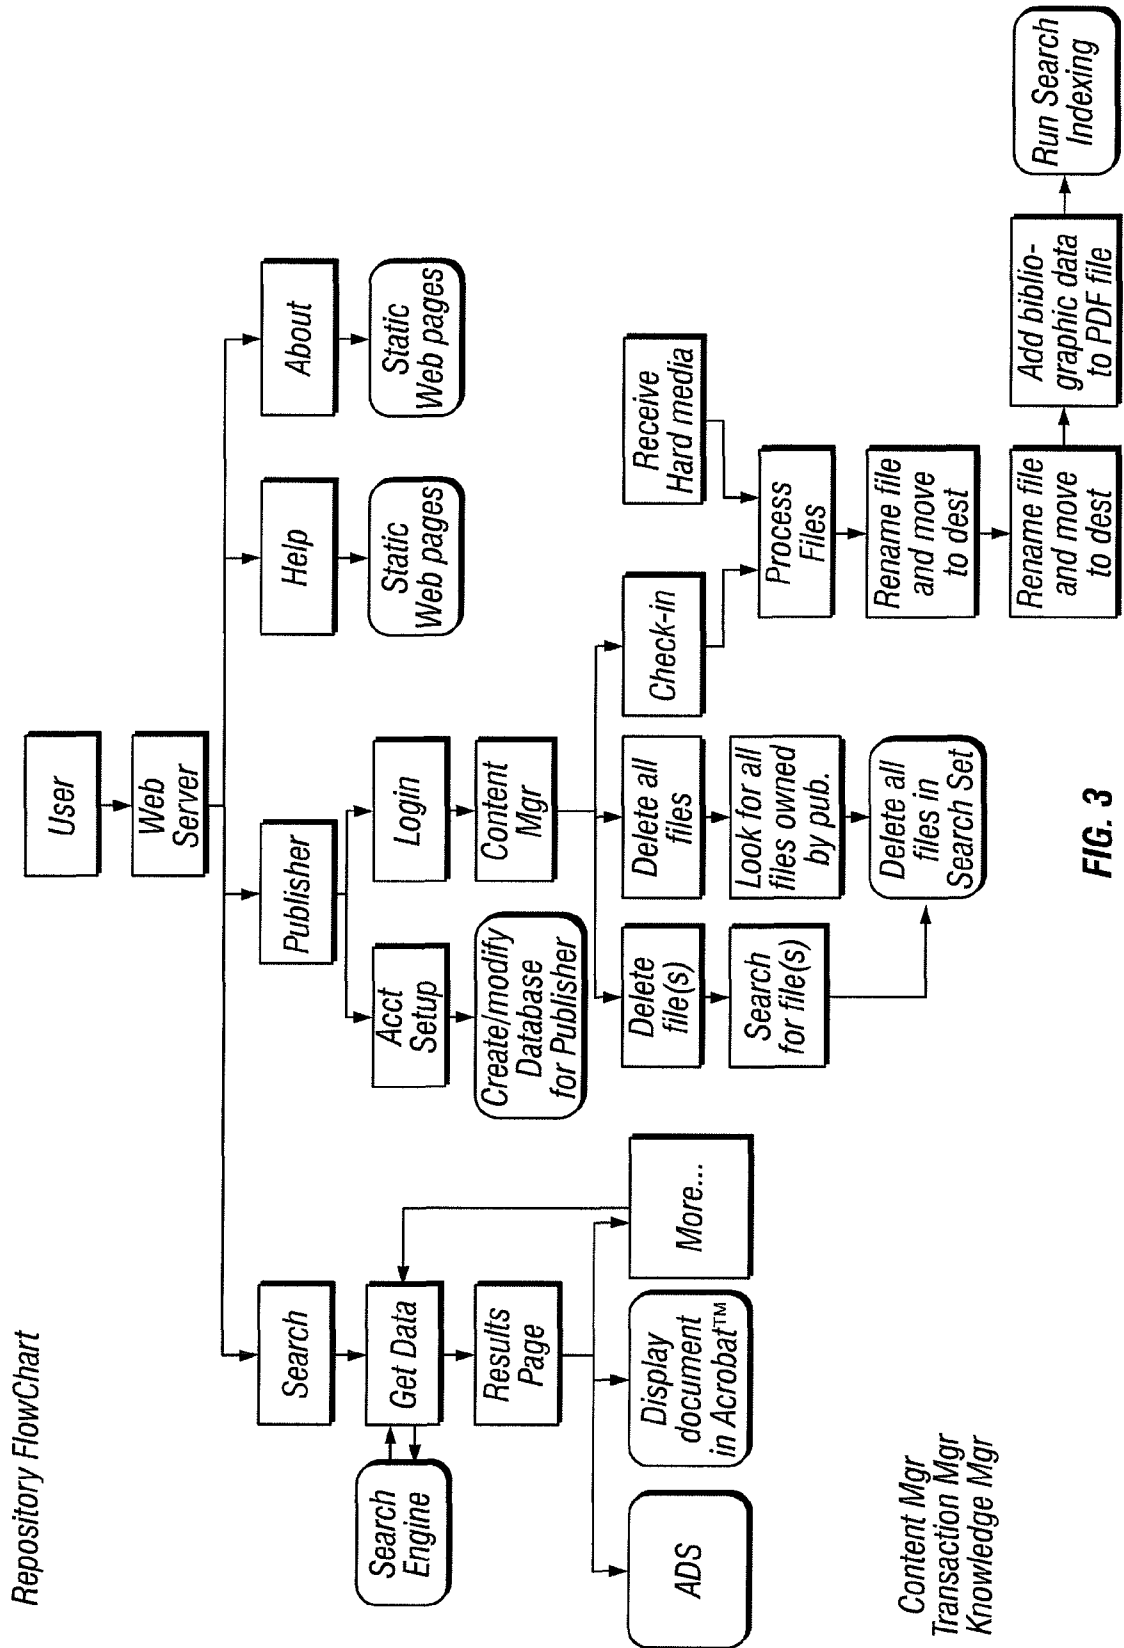 Repository FlowChart
User
Web
Server
Search
Publisher
Help
About
Search
Engine
Get Data
Acct
Setup
Login
Static
Web pages
Static
Web pages
Results
Page
Create/modify
Database
for Publisher
Content
Mgr
ADS
Display
document
in Acrobat™
More...
Delete
file(s)
Delete all
files
Check-in
Receive
Hard media
Search
for file(s)
Look for all
files owned
by pub.
Process
Files
Delete all
files in
Search Set
Rename file
and move
to dest
Rename file
and move
to dest
Add biblio-
graphic data
to PDF file
Run Search
Indexing
Content Mgr
Transaction Mgr
Knowledge Mgr
FIG. 3